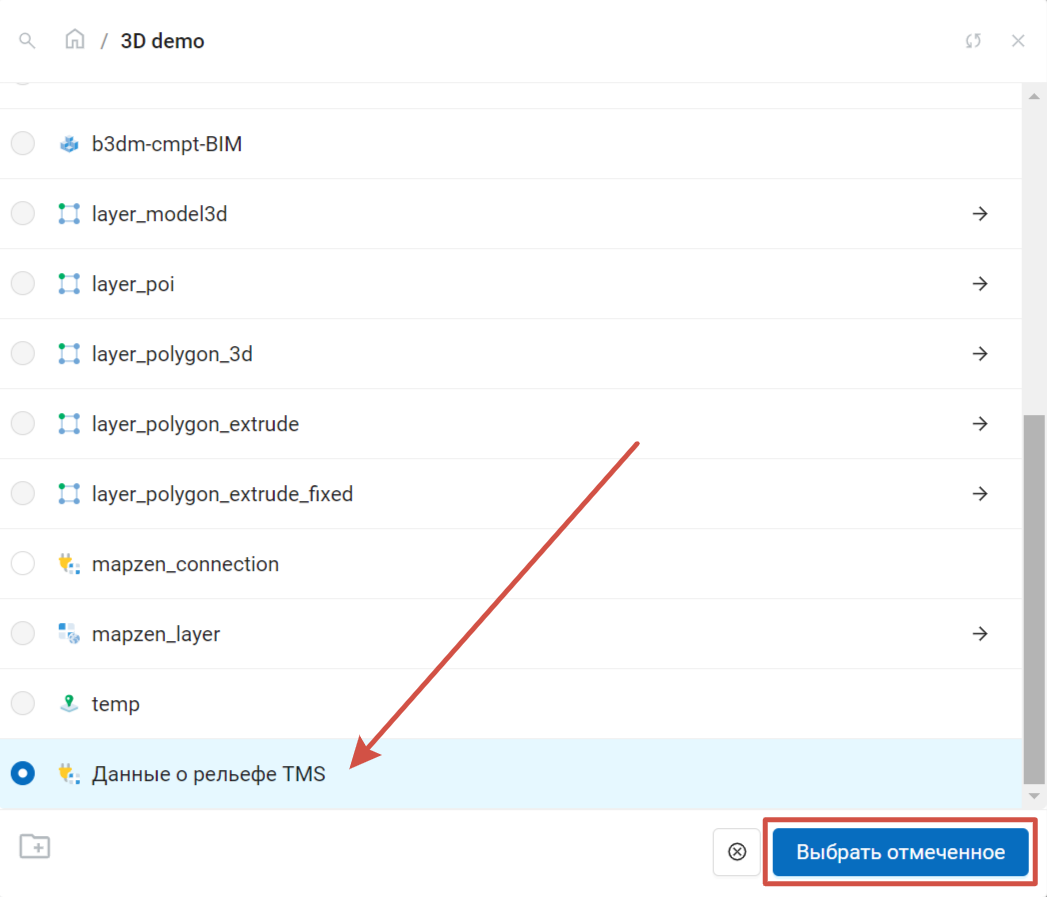 / 3D demo
b3dm-cmpt-BIM
layer_model3d
layer_poi
layer_polygon_3d
layer_polygon_extrude
layer_polygon_extrude_fixed
mapzen_connection
mapzen_layer
temp
Данные о рельефе TMS
Выбрать отмеченное